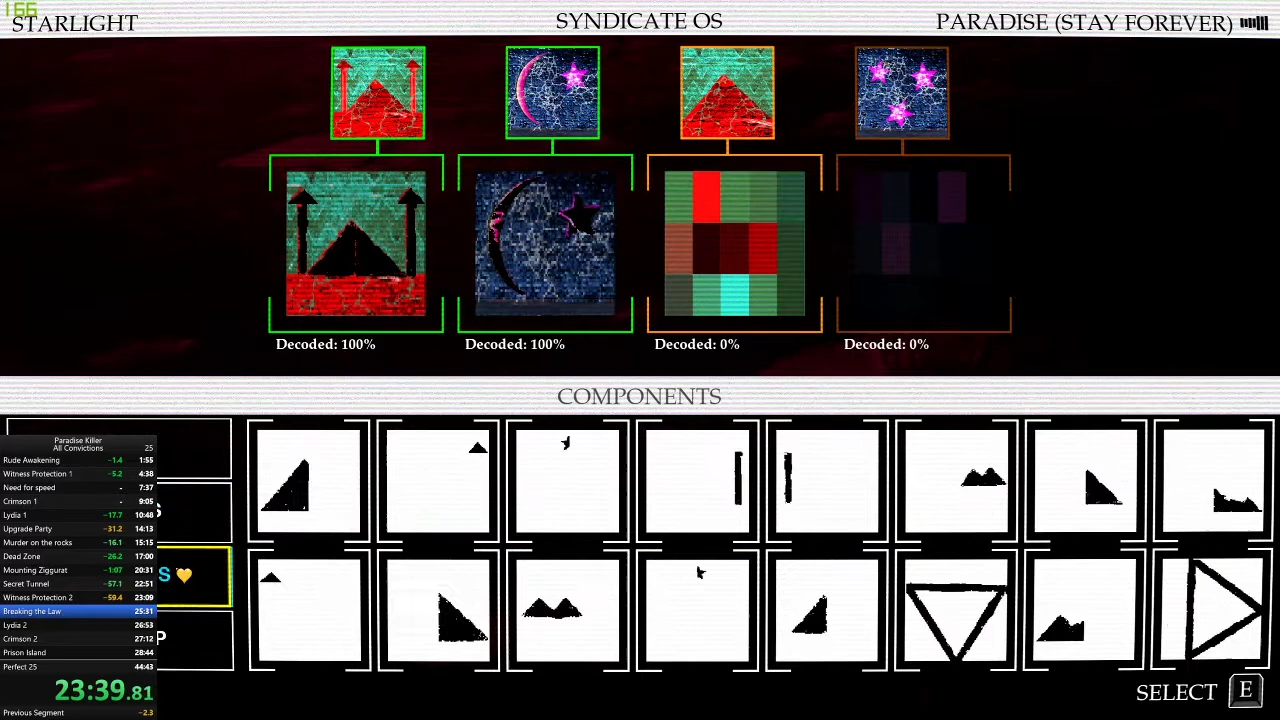 166
STARLIGHT
SYNDICATE OS
PARADISE (STAY FOREVER)
Decoded: 100%
Decoded: 100%
Decoded: 0%
Decoded: 0%
COMPONENTS
Paradise Killer
All Convictions 25
Rude Awakening −1.4 1:55
Witness Protection 1 −5.2 4:38
Need for speed - 7:37
Crimson 1 - 9:05
Lydia 1 −17.7 10:48
Upgrade Party −31.2 14:13
Murder on the rocks −16.1 15:15
Dead Zone −26.2 17:00
Mounting Ziggurat −1:07 20:31
Secret Tunnel −57.1 22:51
Witness Protection 2 −59.4 23:09
Breaking the Law 25:31
Lydia 2 26:53
Crimson 2 27:12
Prison Island 28:44
Perfect 25 44:43
23:39.81
Previous Segment −2.3
S
S 💛
P
SELECT E